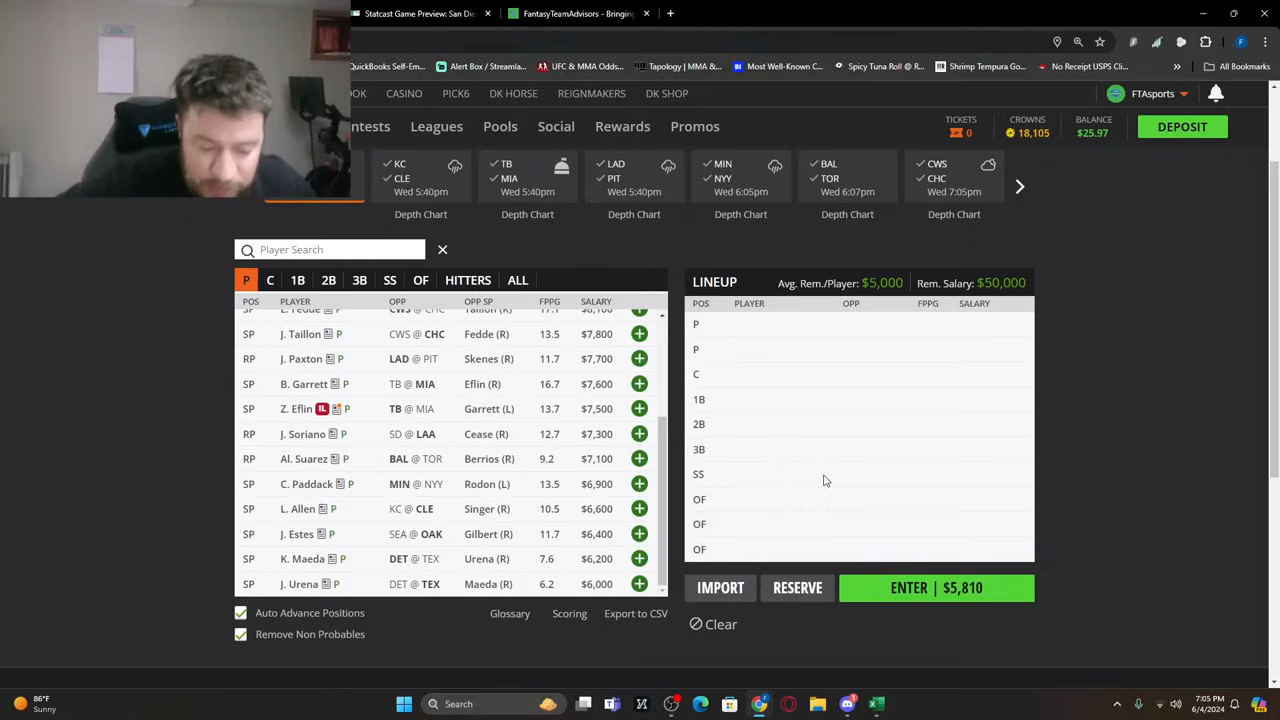 Statcast Game Preview: San Die
FantasyTeamAdvisors - Bringing
QuickBooks Self-Em...
Alert Box / Streamla...
UFC & MMA Odds...
Tapology | MMA &...
Most Well-Known C...
Spicy Tuna Roll @ R...
Shrimp Tempura Go...
No Receipt USPS Cli...
All Bookmarks
OK CASINO PICK6 DK HORSE REIGNMAKERS DK SHOP
FTAsports
ntests Leagues Pools Social Rewards Promos
TICKETS 0
CROWNS 18,105
BALANCE $25.97
DEPOSIT
KC CLE Wed 5:40pm
TB MIA Wed 5:40pm
LAD PIT Wed 5:40pm
MIN NYY Wed 6:05pm
BAL TOR Wed 6:07pm
CWS CHC Wed 7:05pm
Depth Chart Depth Chart Depth Chart Depth Chart Depth Chart Depth Chart
Player Search
P C 1B 2B 3B SS OF HITTERS ALL
POS PLAYER OPP OPP SP FPPG SALARY
SP J. Taillon P CWS @ CHC Fedde (R) 13.5 $7,800
RP J. Paxton P LAD @ PIT Skenes (R) 11.7 $7,700
SP B. Garrett P TB @ MIA Eflin (R) 16.7 $7,600
SP Z. Eflin IL P TB @ MIA Garrett (L) 13.7 $7,500
RP J. Soriano P SD @ LAA Cease (R) 12.7 $7,300
RP Al. Suarez P BAL @ TOR Berrios (R) 9.2 $7,100
SP C. Paddack P MIN @ NYY Rodon (L) 13.5 $6,900
SP L. Allen P KC @ CLE Singer (R) 10.5 $6,600
SP J. Estes P SEA @ OAK Gilbert (R) 11.7 $6,400
SP K. Maeda P DET @ TEX Urena (R) 7.6 $6,200
SP J. Urena P DET @ TEX Maeda (R) 6.2 $6,000
Auto Advance Positions
Remove Non Probables
Glossary Scoring Export to CSV
LINEUP Avg. Rem./Player: $5,000 Rem. Salary: $50,000
POS PLAYER OPP FPPG SALARY
P
P
C
1B
2B
3B
SS
OF
OF
OF
IMPORT RESERVE ENTER | $5,810
Clear
86°F
Sunny
Search
7:05 PM
6/4/2024